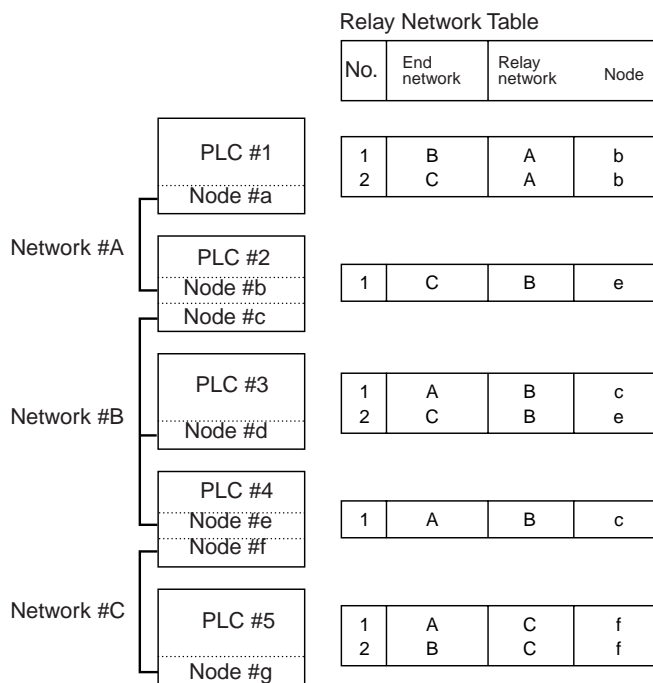 Relay Network Table
No. End network Relay network Node
PLC #1
Node #a
1 B A b
2 C A b
Network #A
PLC #2
Node #b
Node #c
1 C B e
Network #B
PLC #3
Node #d
1 A B c
2 C B e
PLC #4
Node #e
Node #f
1 A B c
Network #C
PLC #5
Node #g
1 A C f
2 B C f